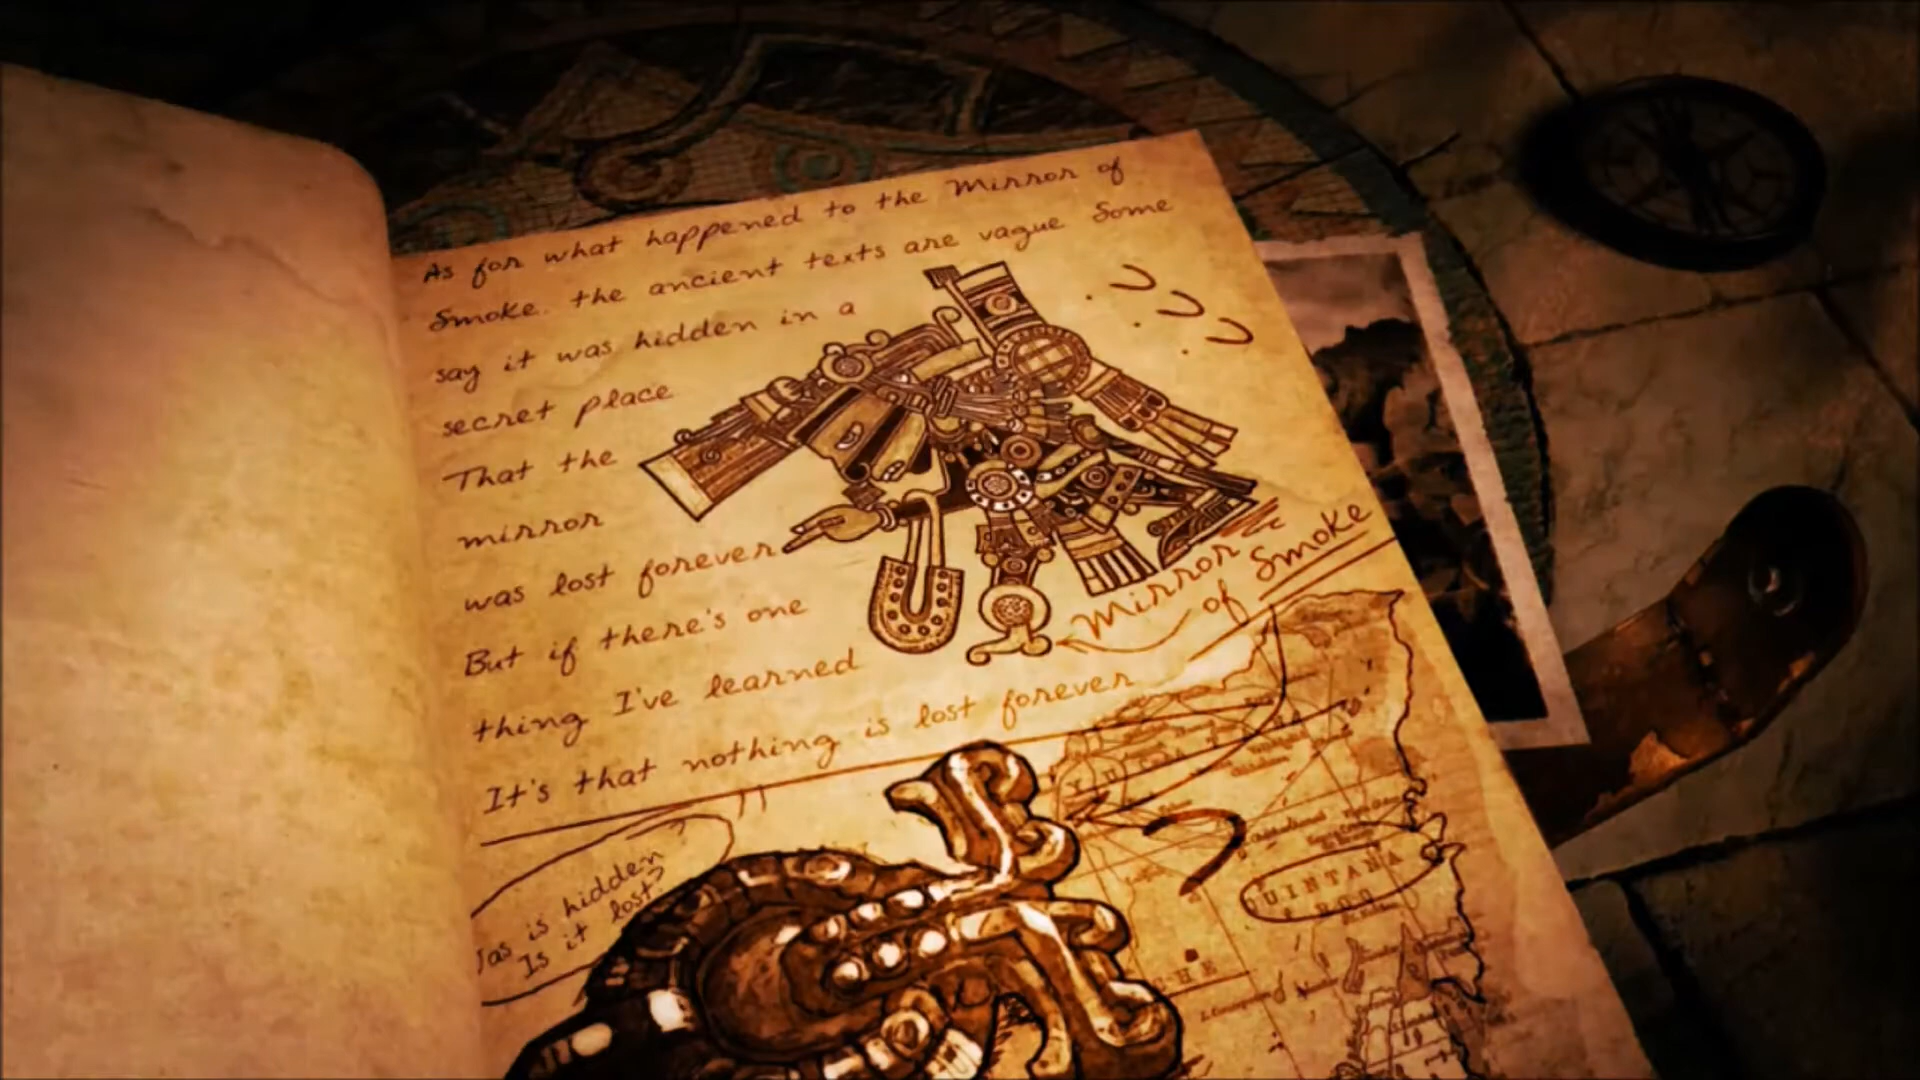 As for what happened to the Mirror of
Smoke. the ancient texts are vague Some
say it was hidden in a
secret place
That the
mirror
was lost forever
But if there's one
thing I've learned
It's that nothing is lost forever
Mirror
of Smoke
as is hidden
Is it lost?
QUINTANA
ROO